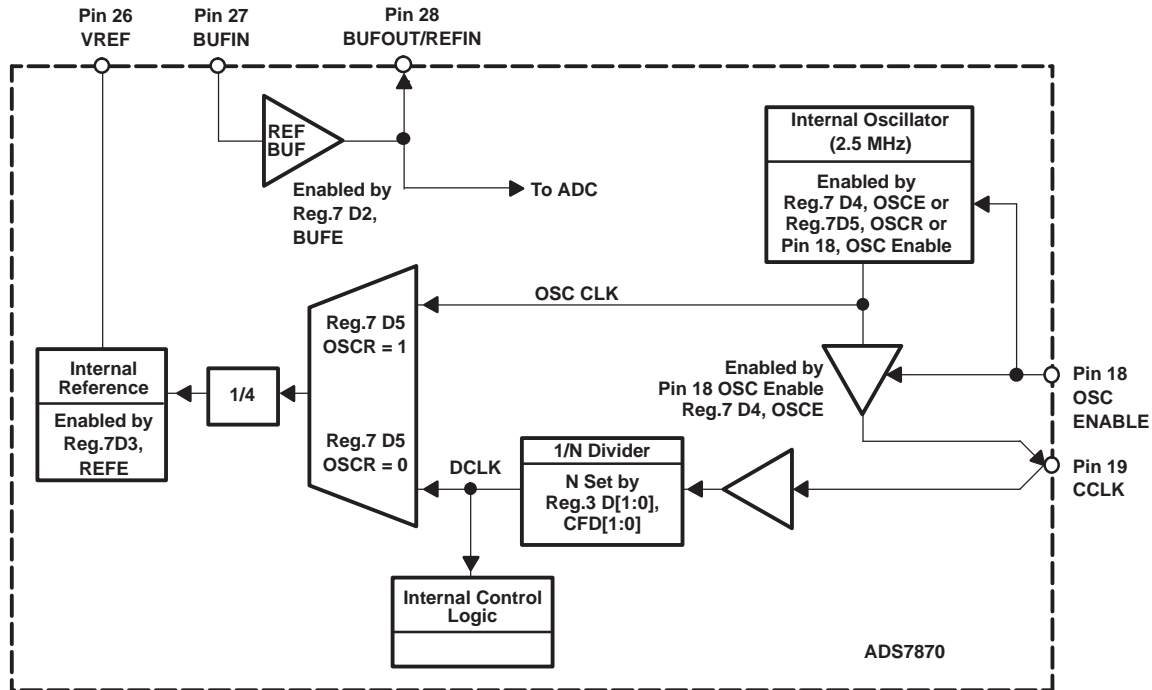 Pin 26
VREF
Pin 27
BUFIN
Pin 28
BUFOUT/REFIN
REF
BUF
Enabled by
Reg.7 D2,
BUFE
To ADC
Internal Oscillator
(2.5 MHz)
Enabled by
Reg.7 D4, OSCE or
Reg.7D5, OSCR or
Pin 18, OSC Enable
OSC CLK
Reg.7 D5
OSCR = 1
Internal
Reference
Enabled by
Reg.7D3,
REFE
1/4
Enabled by
Pin 18 OSC Enable
Reg.7 D4, OSCE
Pin 18
OSC
ENABLE
Reg.7 D5
OSCR = 0
DCLK
1/N Divider
N Set by
Reg.3 D[1:0],
CFD[1:0]
Pin 19
CCLK
Internal Control
Logic
ADS7870